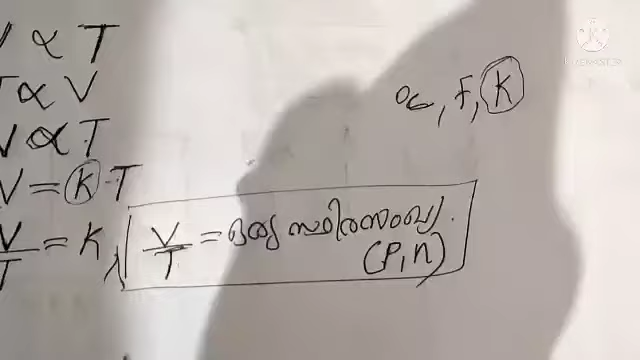 V ∝ T
T ∝ V
V ∝ T
V = K T
V/T = K, V/T = ഒരു സ്ഥിരസംഖ്യ.
(P, n)
°C, F, K